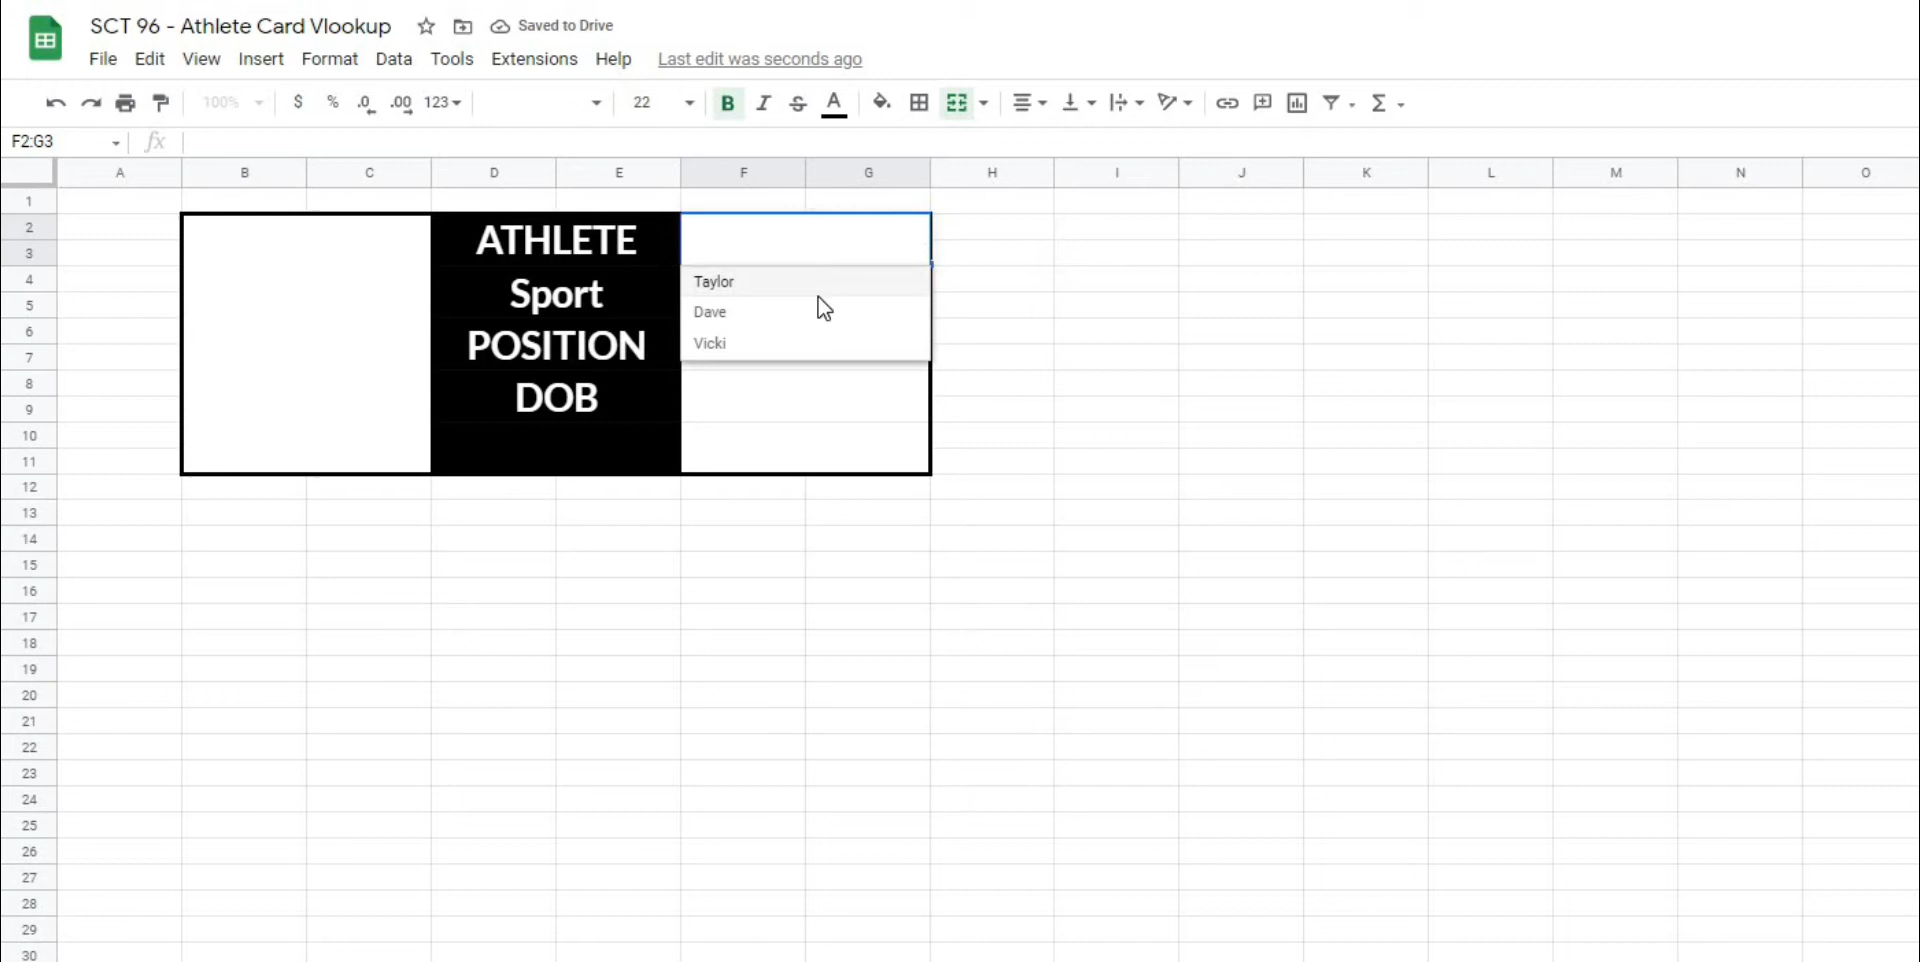 SCT 96 - Athlete Card Vlookup Saved to Drive
File Edit View Insert Format Data Tools Extensions Help Last edit was seconds ago
100% $ % .0 .00 123 22 B I S A Σ
F2:G3 fx
A B C D E F G H I J K L M N O
1
2
3
4
5
6
7
8
9
10
11
12
13
14
15
16
17
18
19
20
21
22
23
24
25
26
27
28
29
30
ATHLETE
Sport
POSITION
DOB
Taylor
Dave
Vicki